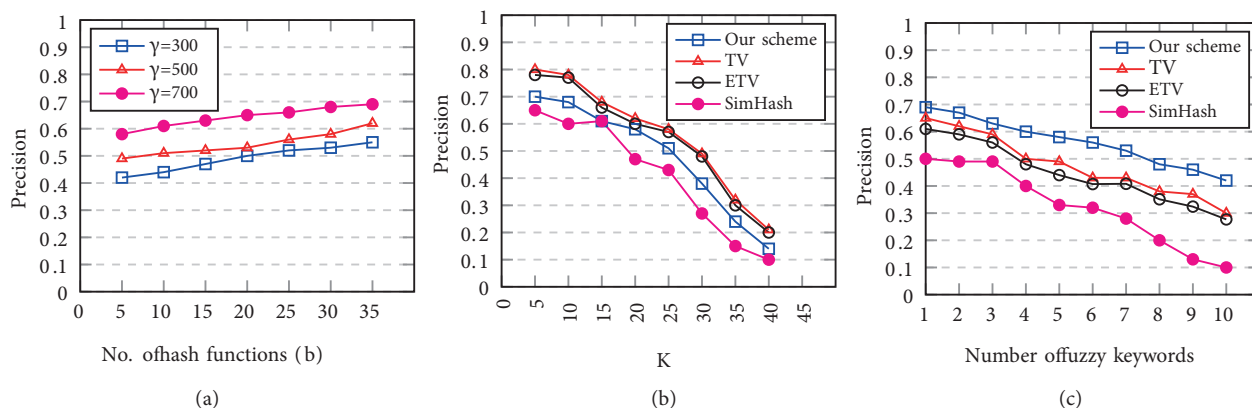 Precision
1
0.9
0.8
0.7
0.6
0.5
0.4
0.3
0.2
0.1
0
γ=300
γ=500
γ=700
0 5 10 15 20 25 30 35
No. ofhash functions (b)
(a)
Precision
1
0.9
0.8
0.7
0.6
0.5
0.4
0.3
0.2
0.1
0
Our scheme
TV
ETV
SimHash
0 5 10 15 20 25 30 35 40 45
K
(b)
Precision
1
0.9
0.8
0.7
0.6
0.5
0.4
0.3
0.2
0.1
0
Our scheme
TV
ETV
SimHash
1 2 3 4 5 6 7 8 9 10
Number offuzzy keywords
(c)